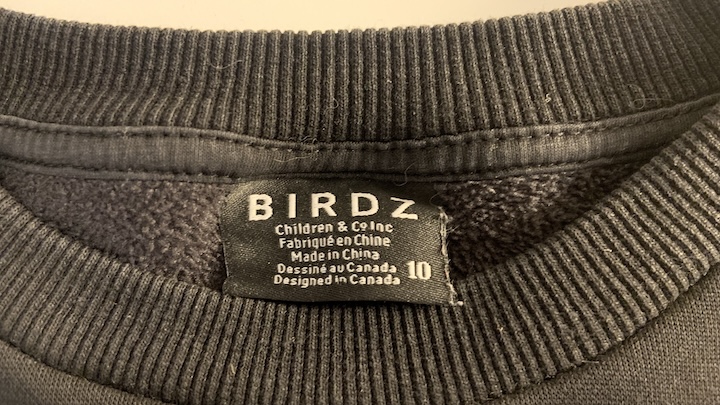 BIRDZ
Children & Co Inc
Fabriqué en Chine
Made in China
Dessiné au Canada
Designed in Canada
10